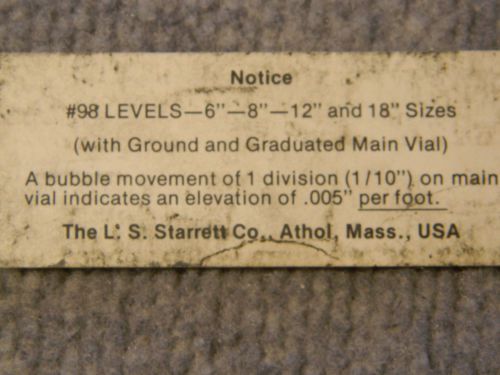 Notice
#98 LEVELS—6"—8"—12" and 18" Sizes
(with Ground and Graduated Main Vial)
A bubble movement of 1 division (1/10") on main
vial indicates an elevation of .005" per foot.
The L. S. Starrett Co., Athol, Mass., USA